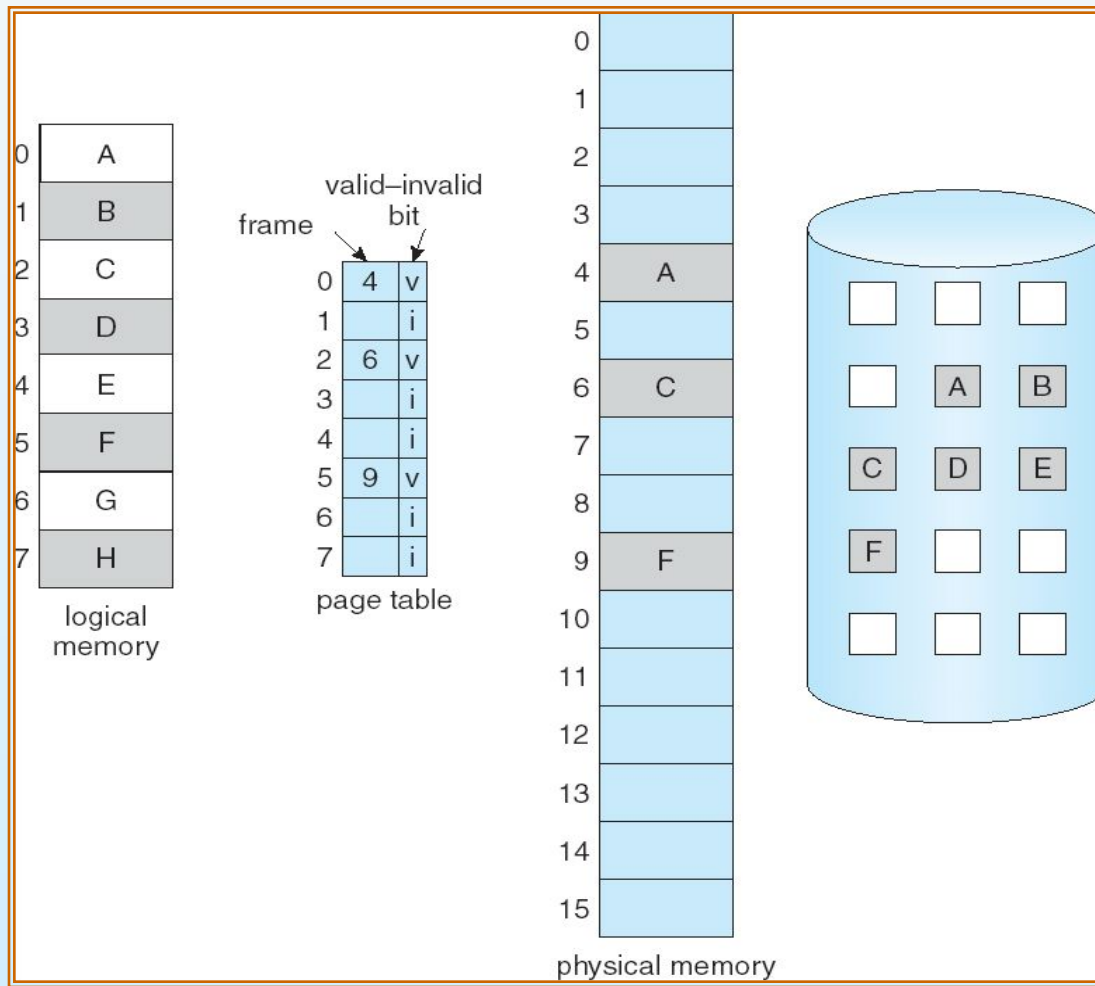 0 A
1 B
2 C
3 D
4 E
5 F
6 G
7 H
logical
memory
valid–invalid
bit
frame
0 4 v
1 i
2 6 v
3 i
4 i
5 9 v
6 i
7 i
page table
0
1
2
3
4 A
5
6 C
7
8
9 F
10
11
12
13
14
15
physical memory
A B
C D E
F